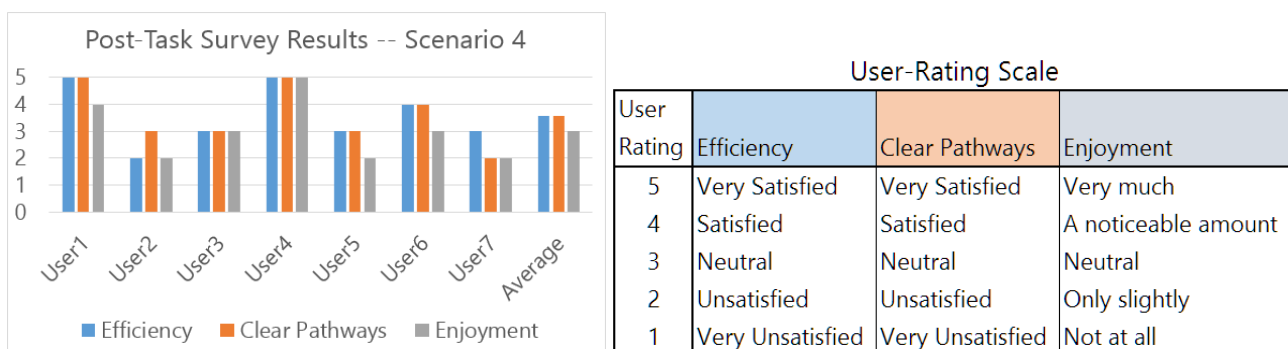 Post-Task Survey Results -- Scenario 4
5
4
3
2
1
0
User1 User2 User3 User4 User5 User6 User7 Average
Efficiency Clear Pathways Enjoyment
User-Rating Scale
User
Rating Efficiency Clear Pathways Enjoyment
5 Very Satisfied Very Satisfied Very much
4 Satisfied Satisfied A noticeable amount
3 Neutral Neutral Neutral
2 Unsatisfied Unsatisfied Only slightly
1 Very Unsatisfied Very Unsatisfied Not at all